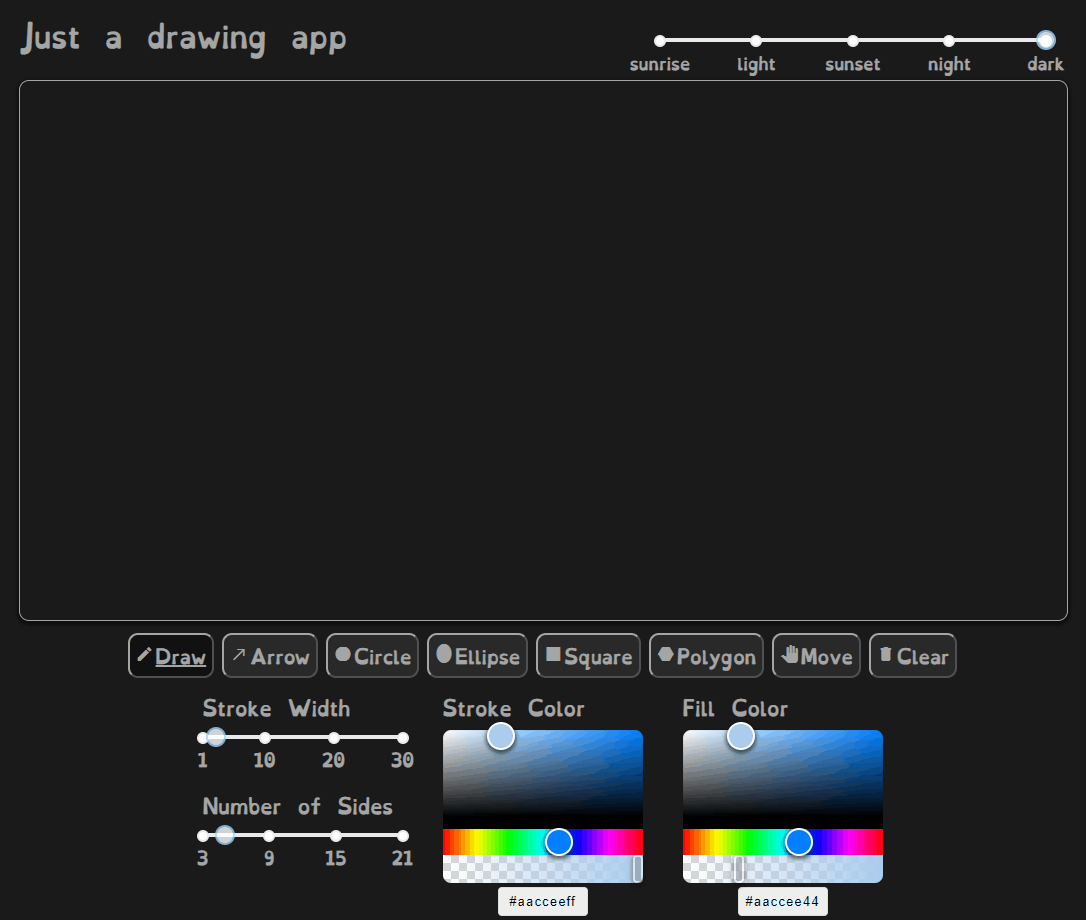 Just a drawing app
sunrise light sunset night dark
Draw Arrow Circle Ellipse Square Polygon Move Clear
Stroke Width Stroke Color Fill Color
1 10 20 30
Number of Sides
3 9 15 21
#aacceeff #aaccee44